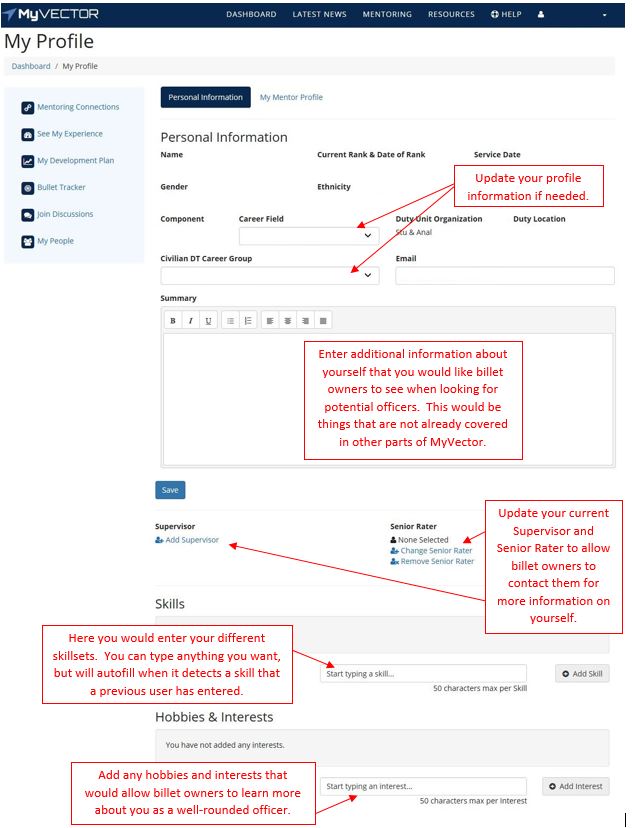 MyVECTOR
DASHBOARD LATEST NEWS MENTORING RESOURCES HELP
My Profile
Dashboard / My Profile
Mentoring Connections
See My Experience
My Development Plan
Bullet Tracker
Join Discussions
My People
Personal Information My Mentor Profile
Personal Information
Name Current Rank & Date of Rank Service Date
Gender Ethnicity
Update your profile
information if needed.
Component Career Field Duty Unit Organization Duty Location
Stu & Anal
Civilian DT Career Group Email
Summary
B I U
Enter additional information about
yourself that you would like billet
owners to see when looking for
potential officers. This would be
things that are not already covered
in other parts of MyVector.
Save
Supervisor
Add Supervisor
Senior Rater
None Selected
Change Senior Rater
Remove Senior Rater
Update your current
Supervisor and
Senior Rater to allow
billet owners to
contact them for
more information on
yourself.
Skills
Here you would enter your different
skillsets. You can type anything you want,
but will autofill when it detects a skill that
a previous user has entered.
Start typing a skill... Add Skill
50 characters max per Skill
Hobbies & Interests
You have not added any interests.
Add any hobbies and interests that
would allow billet owners to learn more
about you as a well-rounded officer.
Start typing an interest... Add Interest
50 characters max per Interest